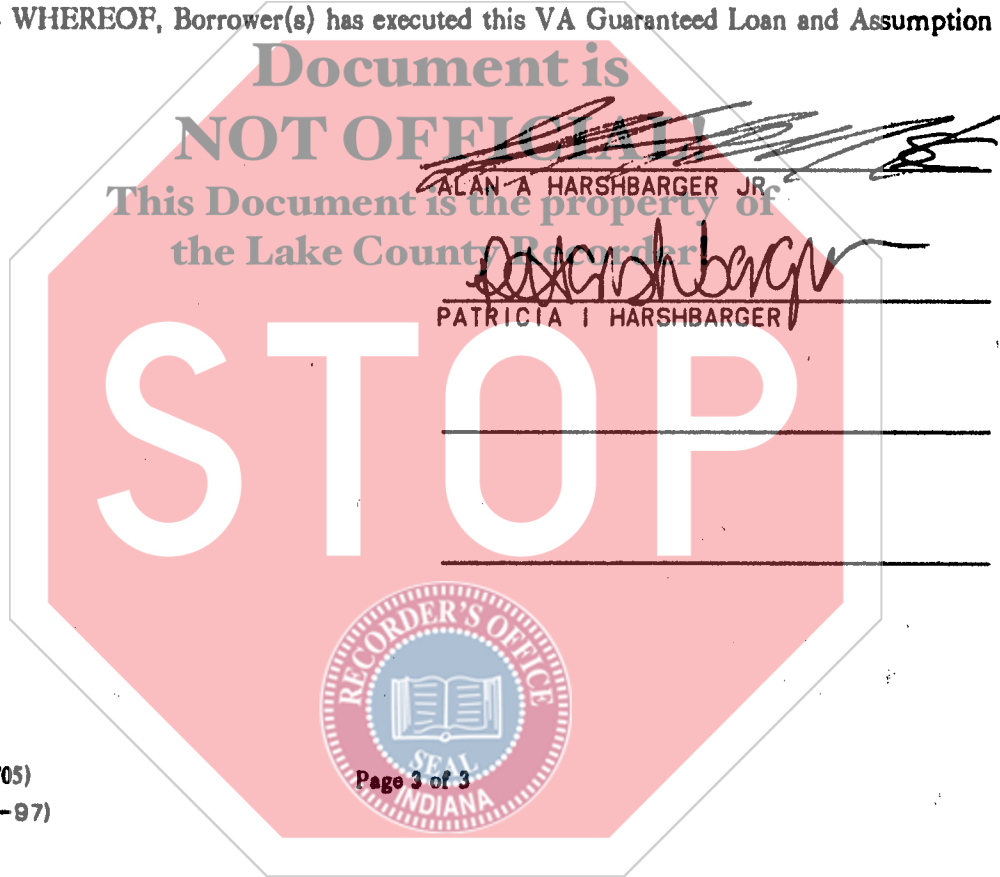 WHEREOF, Borrower(s) has executed this VA Guaranteed Loan and Assumption
Document is
NOT OFFICIAL!
This Document is the property of
the Lake County Recorder!
ALAN A HARSHBARGER JR
PatHarshbarger
PATRICIA I HARSHBARGER
STOP
RECORDER'S OFFICE
SEAL
INDIANA
Page 3 of 3
05)
-97)